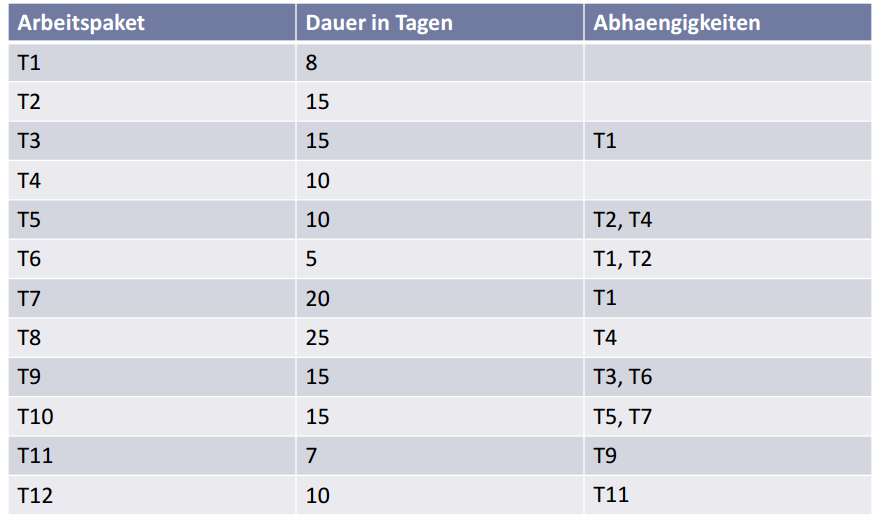 Arbeitspaket Dauer in Tagen Abhaengigkeiten
T1 8
T2 15
T3 15 T1
T4 10
T5 10 T2, T4
T6 5 T1, T2
T7 20 T1
T8 25 T4
T9 15 T3, T6
T10 15 T5, T7
T11 7 T9
T12 10 T11